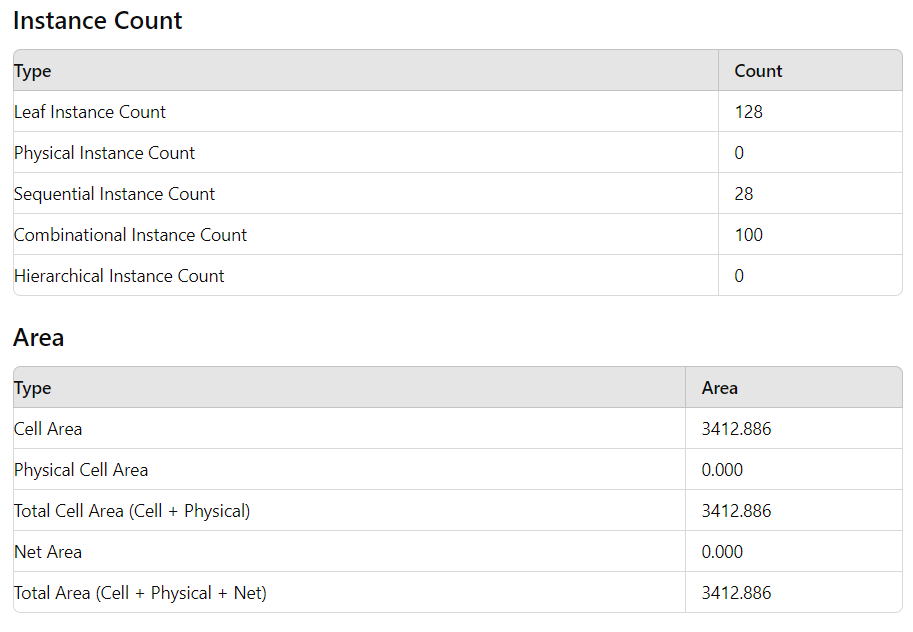 Instance Count
Type Count
Leaf Instance Count 128
Physical Instance Count 0
Sequential Instance Count 28
Combinational Instance Count 100
Hierarchical Instance Count 0
Area
Type Area
Cell Area 3412.886
Physical Cell Area 0.000
Total Cell Area (Cell + Physical) 3412.886
Net Area 0.000
Total Area (Cell + Physical + Net) 3412.886